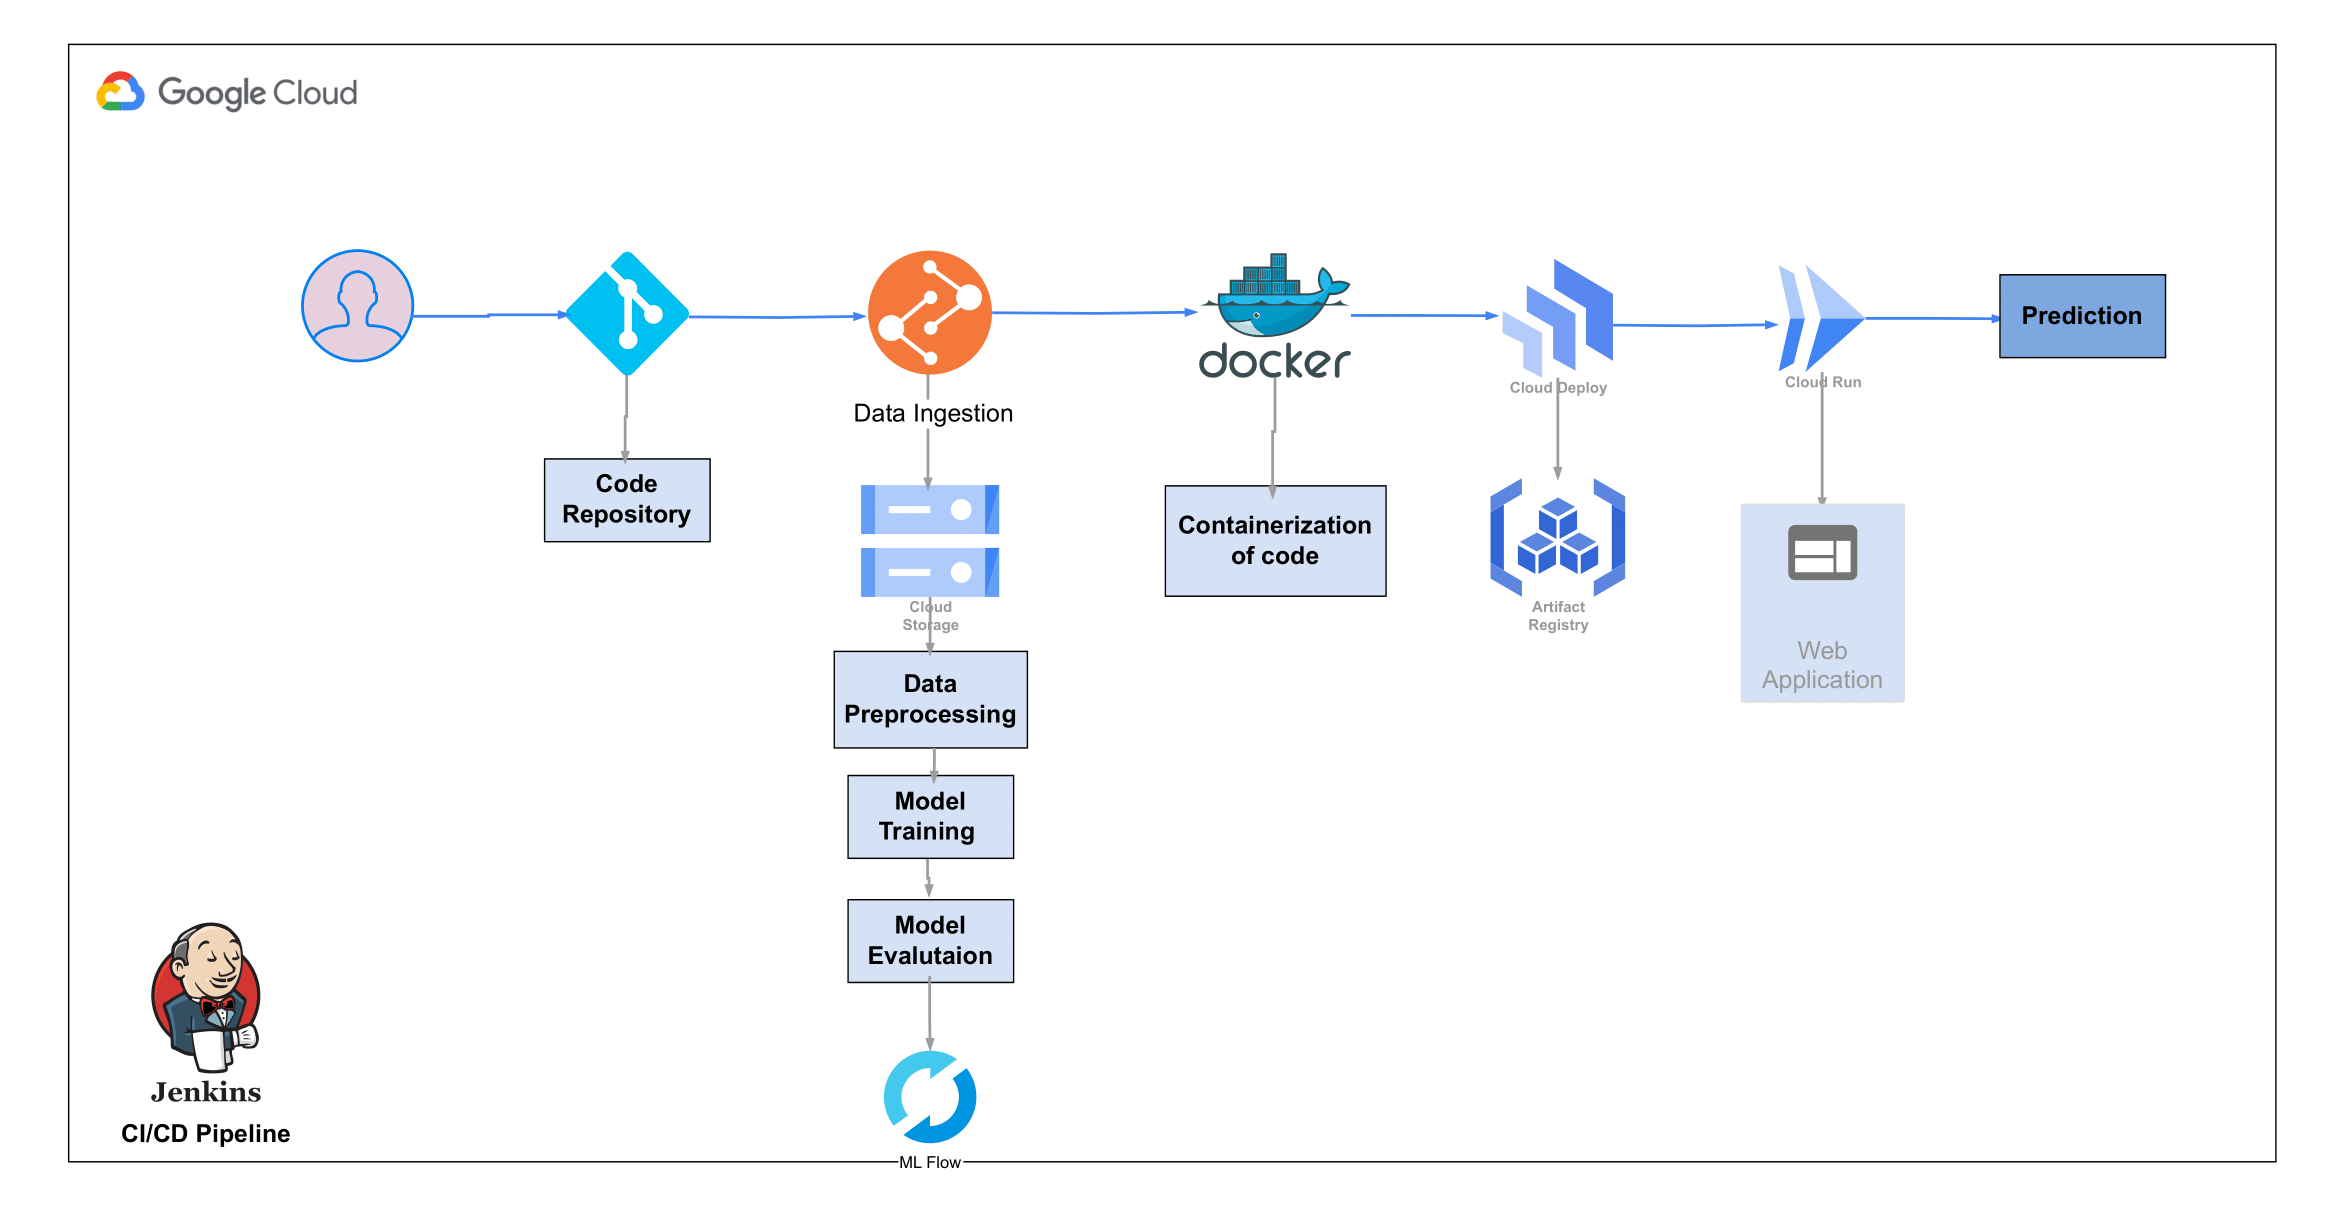 Google Cloud
docker
Prediction
Cloud Deploy
Cloud Run
Data Ingestion
Code
Repository
Containerization
of code
Cloud
Storage
Artifact
Registry
Web
Application
Data
Preprocessing
Model
Training
Model
Evalutaion
Jenkins
CI/CD Pipeline
ML Flow